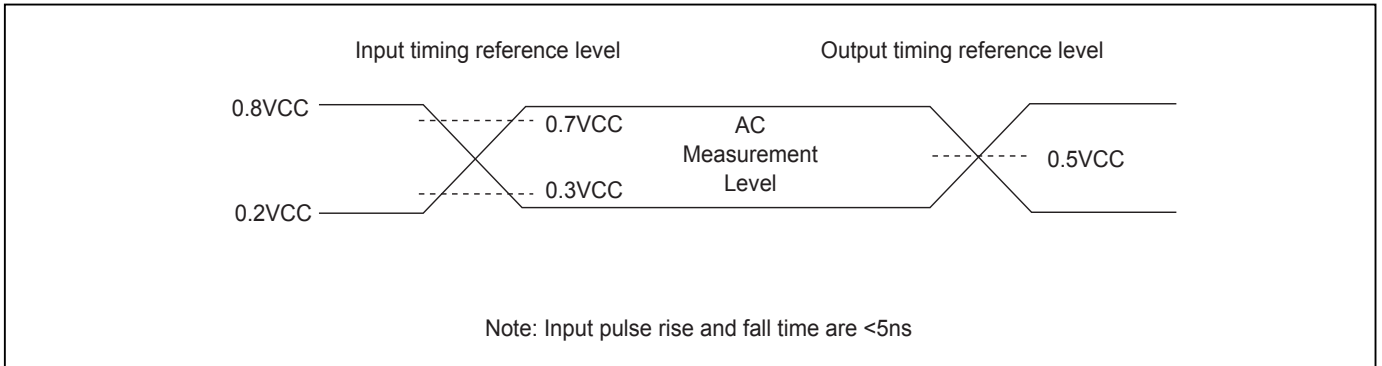 Input timing reference level
Output timing reference level
0.8VCC
0.7VCC
AC
Measurement
Level
0.5VCC
0.3VCC
0.2VCC
Note: Input pulse rise and fall time are <5ns